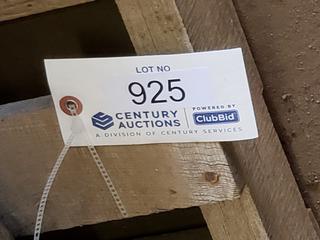 LOT NO
925
CENTURY AUCTIONS
POWERED BY
ClubBid
A DIVISION OF CENTURY SERVICES